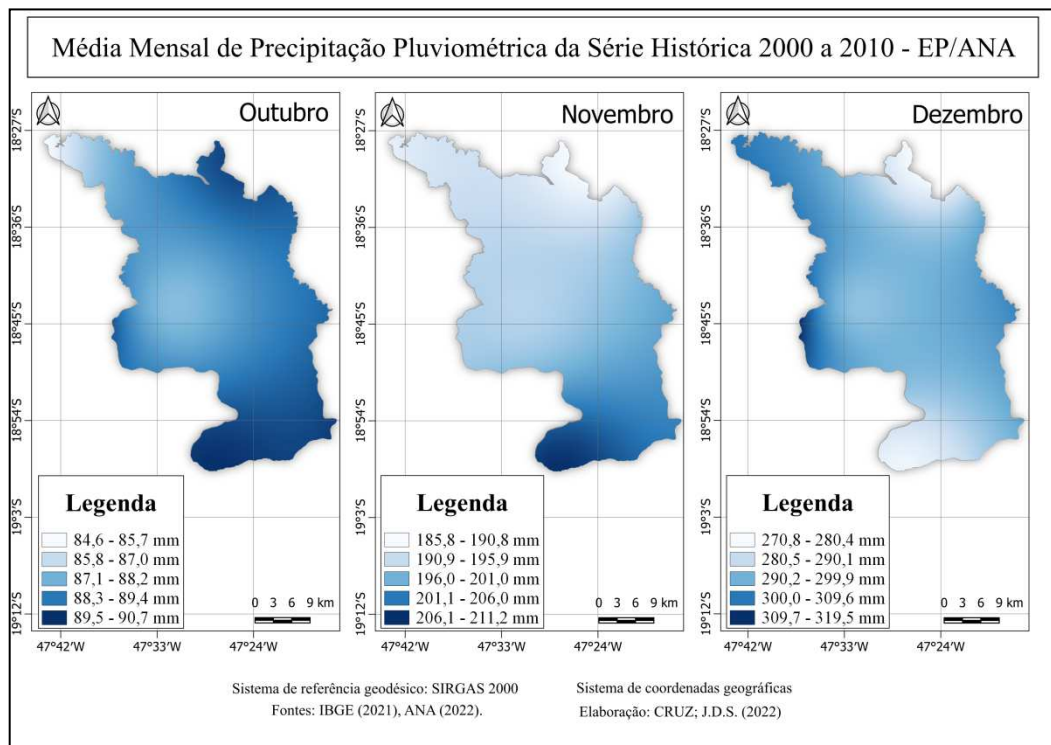 Média Mensal de Precipitação Pluviométrica da Série Histórica 2000 a 2010 - EP/ANA
Outubro
18°27'S
18°36'S
18°45'S
18°54'S
19°3'S
19°12'S
Legenda
84,6 - 85,7 mm
85,8 - 87,0 mm
87,1 - 88,2 mm
88,3 - 89,4 mm
89,5 - 90,7 mm
0 3 6 9 km
47°42'W 47°33'W 47°24'W
Novembro
18°27'S
18°36'S
18°45'S
18°54'S
19°3'S
19°12'S
Legenda
185,8 - 190,8 mm
190,9 - 195,9 mm
196,0 - 201,0 mm
201,1 - 206,0 mm
206,1 - 211,2 mm
0 3 6 9 km
47°42'W 47°33'W 47°24'W
Dezembro
18°27'S
18°36'S
18°45'S
18°54'S
19°3'S
19°12'S
Legenda
270,8 - 280,4 mm
280,5 - 290,1 mm
290,2 - 299,9 mm
300,0 - 309,6 mm
309,7 - 319,5 mm
0 3 6 9 km
47°42'W 47°33'W 47°24'W
Sistema de referência geodésico: SIRGAS 2000
Fontes: IBGE (2021), ANA (2022).
Sistema de coordenadas geográficas
Elaboração: CRUZ; J.D.S. (2022)